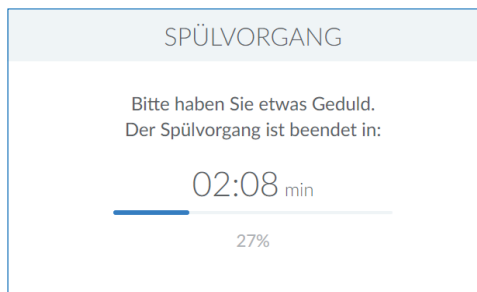 SPÜLVORGANG
Bitte haben Sie etwas Geduld.
Der Spülvorgang ist beendet in:
02:08 min
27%